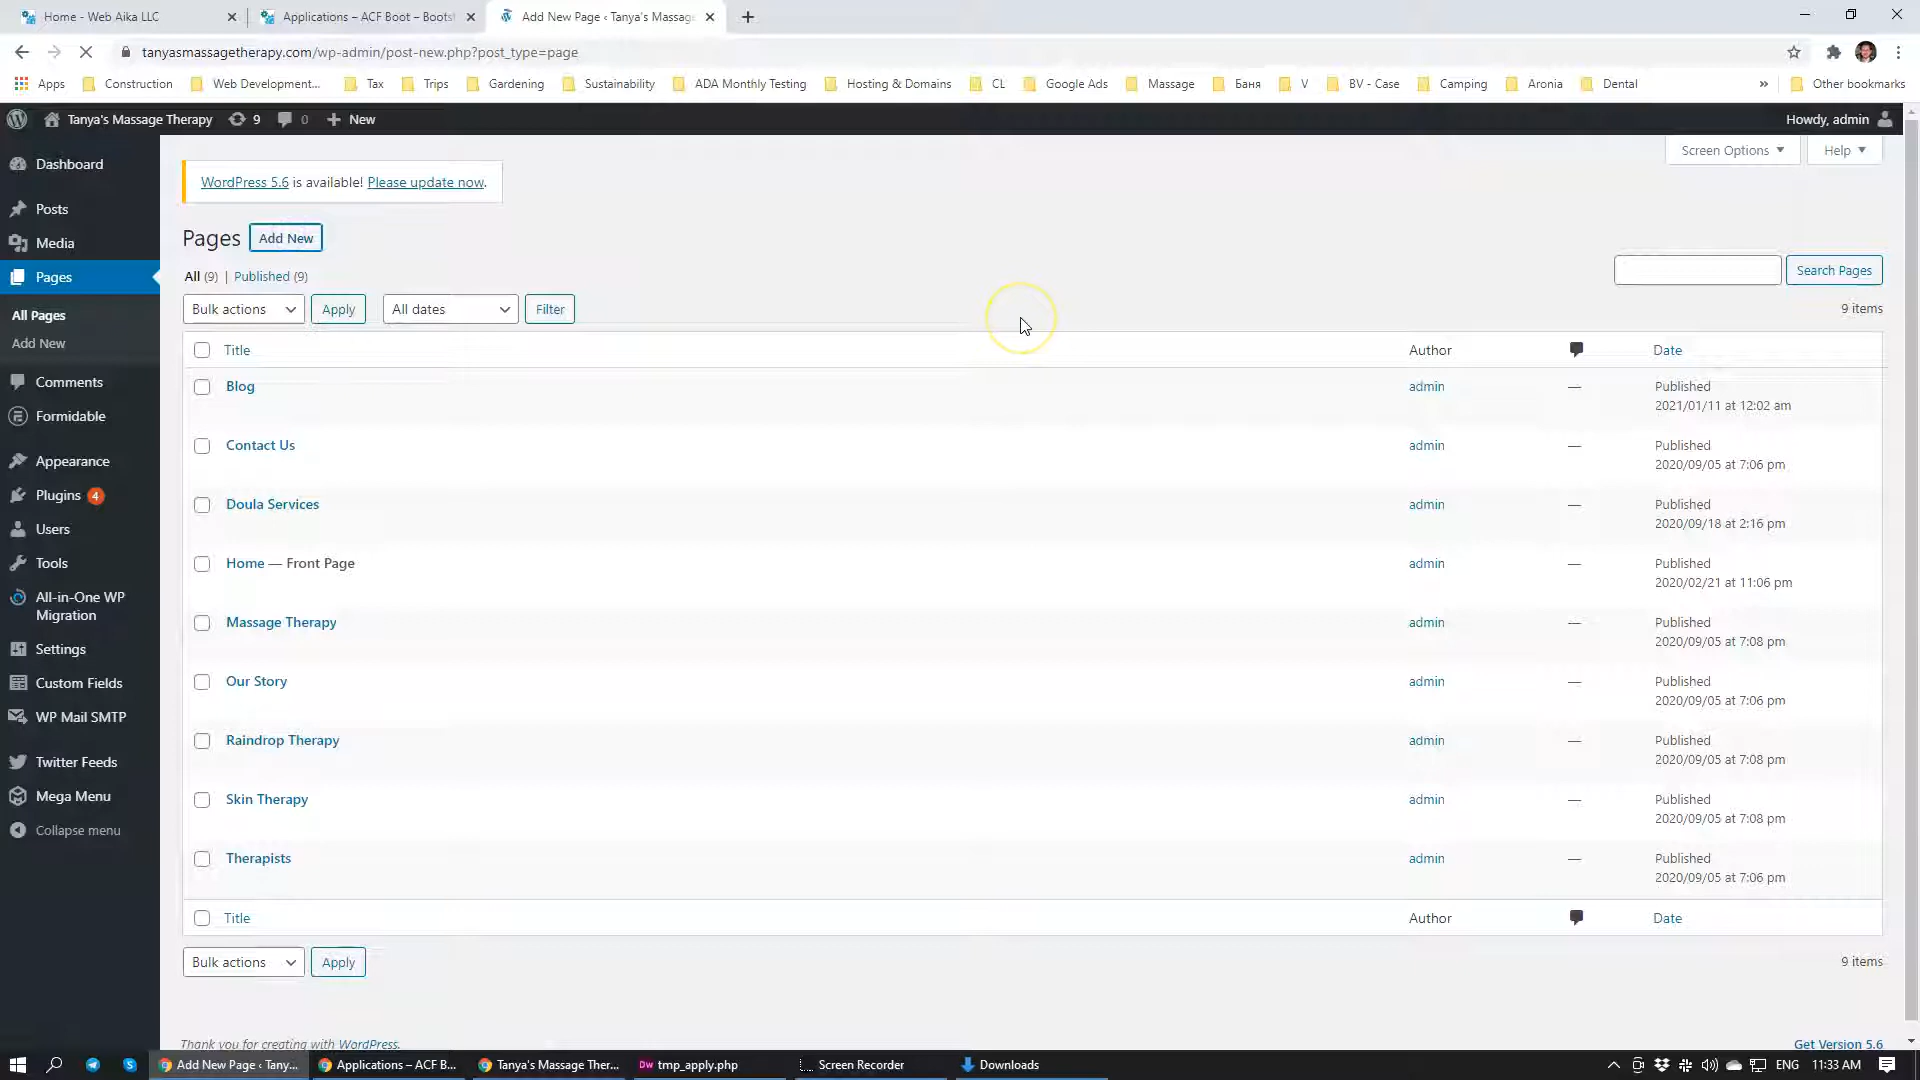 Home - Web Aika LLC
Applications – ACF Boot – Boots
Add New Page ‹ Tanya's Massag
tanyasmassagetherapy.com/wp-admin/post-new.php?post_type=page
Apps
Construction
Web Development...
Tax
Trips
Gardening
Sustainability
ADA Monthly Testing
Hosting & Domains
CL
Google Ads
Massage
Баня
V
BV - Case
Camping
Aronia
Dental
»
Other bookmarks
Tanya's Massage Therapy
9
0
New
Howdy, admin
Dashboard
Posts
Media
Pages
All Pages
Add New
Comments
Formidable
Appearance
Plugins 4
Users
Tools
All-in-One WP
Migration
Settings
Custom Fields
WP Mail SMTP
Twitter Feeds
Mega Menu
Collapse menu
Screen Options
Help
WordPress 5.6 is available! Please update now.
Pages Add New
All (9) | Published (9)
Search Pages
Bulk actions Apply All dates Filter
9 items
Title Author Date
Blog admin — Published
2021/01/11 at 12:02 am
Contact Us admin — Published
2020/09/05 at 7:06 pm
Doula Services admin — Published
2020/09/18 at 2:16 pm
Home — Front Page admin — Published
2020/02/21 at 11:06 pm
Massage Therapy admin — Published
2020/09/05 at 7:08 pm
Our Story admin — Published
2020/09/05 at 7:06 pm
Raindrop Therapy admin — Published
2020/09/05 at 7:08 pm
Skin Therapy admin — Published
2020/09/05 at 7:08 pm
Therapists admin — Published
2020/09/05 at 7:06 pm
Title Author Date
Bulk actions Apply
9 items
Thank you for creating with WordPress.
Get Version 5.6
Add New Page ‹ Tany...
Applications – ACF B...
Tanya's Massage Ther...
Dw tmp_apply.php
Screen Recorder
Downloads
ENG
11:33 AM